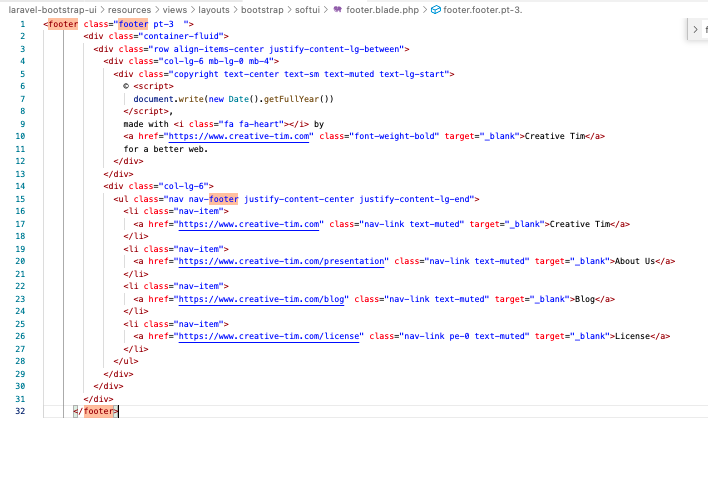 laravel-bootstrap-ui > resources > views > layouts > bootstrap > softui > footer.blade.php > footer.footer.pt-3.
1 <footer class="footer pt-3  ">
2 <div class="container-fluid">
3 <div class="row align-items-center justify-content-lg-between">
4 <div class="col-lg-6 mb-lg-0 mb-4">
5 <div class="copyright text-center text-sm text-muted text-lg-start">
6 © <script>
7 document.write(new Date().getFullYear())
8 </script>,
9 made with <i class="fa fa-heart"></i> by
10 <a href="https://www.creative-tim.com" class="font-weight-bold" target="_blank">Creative Tim</a>
11 for a better web.
12 </div>
13 </div>
14 <div class="col-lg-6">
15 <ul class="nav nav-footer justify-content-center justify-content-lg-end">
16 <li class="nav-item">
17 <a href="https://www.creative-tim.com" class="nav-link text-muted" target="_blank">Creative Tim</a>
18 </li>
19 <li class="nav-item">
20 <a href="https://www.creative-tim.com/presentation" class="nav-link text-muted" target="_blank">About Us</a>
21 </li>
22 <li class="nav-item">
23 <a href="https://www.creative-tim.com/blog" class="nav-link text-muted" target="_blank">Blog</a>
24 </li>
25 <li class="nav-item">
26 <a href="https://www.creative-tim.com/license" class="nav-link pe-0 text-muted" target="_blank">License</a>
27 </li>
28 </ul>
29 </div>
30 </div>
31 </div>
32 </footer>